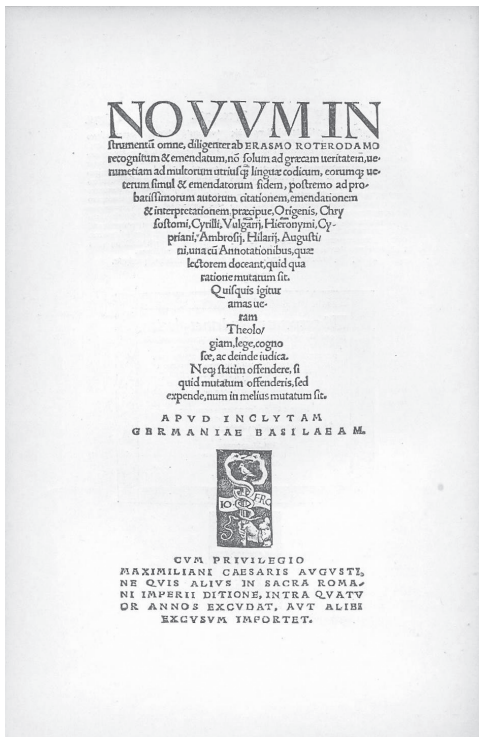 NOVVM IN
strumentū omne, diligenter ab ERASMO ROTERODAMO
recognitum & emendatum, nō solum ad græcam ueritatem, ue-
rumetiam ad multorum utriusq; linguæ codicum, eorumq; ue-
terum simul & emendatorum fidem, postremo ad pro-
batissimorum autorum citationem, emendationem
& interpretationem, præcipue, Origenis, Chry
sostomi, Cyrilli, Vulgarij, Hieronymi, Cy-
priani, Ambrosij, Hilarij, Augusti/
ni, una cū Annotationibus, quæ
lectorem doceant, quid qua
ratione mutatum sit.
Quisquis igitur
amas ue-
ram
Theolo/
giam, lege, cogno
sce, ac deinde iudica.
Neq; statim offendere, si
quid mutatum offenderis, sed
expende, num in melius mutatum sit.
APVD INCLYTAM
GERMANIAE BASILAEAM.
IO FRO
CVM PRIVILEGIO
MAXIMILIANI CAESARIS AVGVSTI,
NE QVIS ALIVS IN SACRA ROMA-
NI IMPERII DITIONE, INTRA QVATV
OR ANNOS EXCVDAT, AVT ALIBI
EXCVSVM IMPORTET.